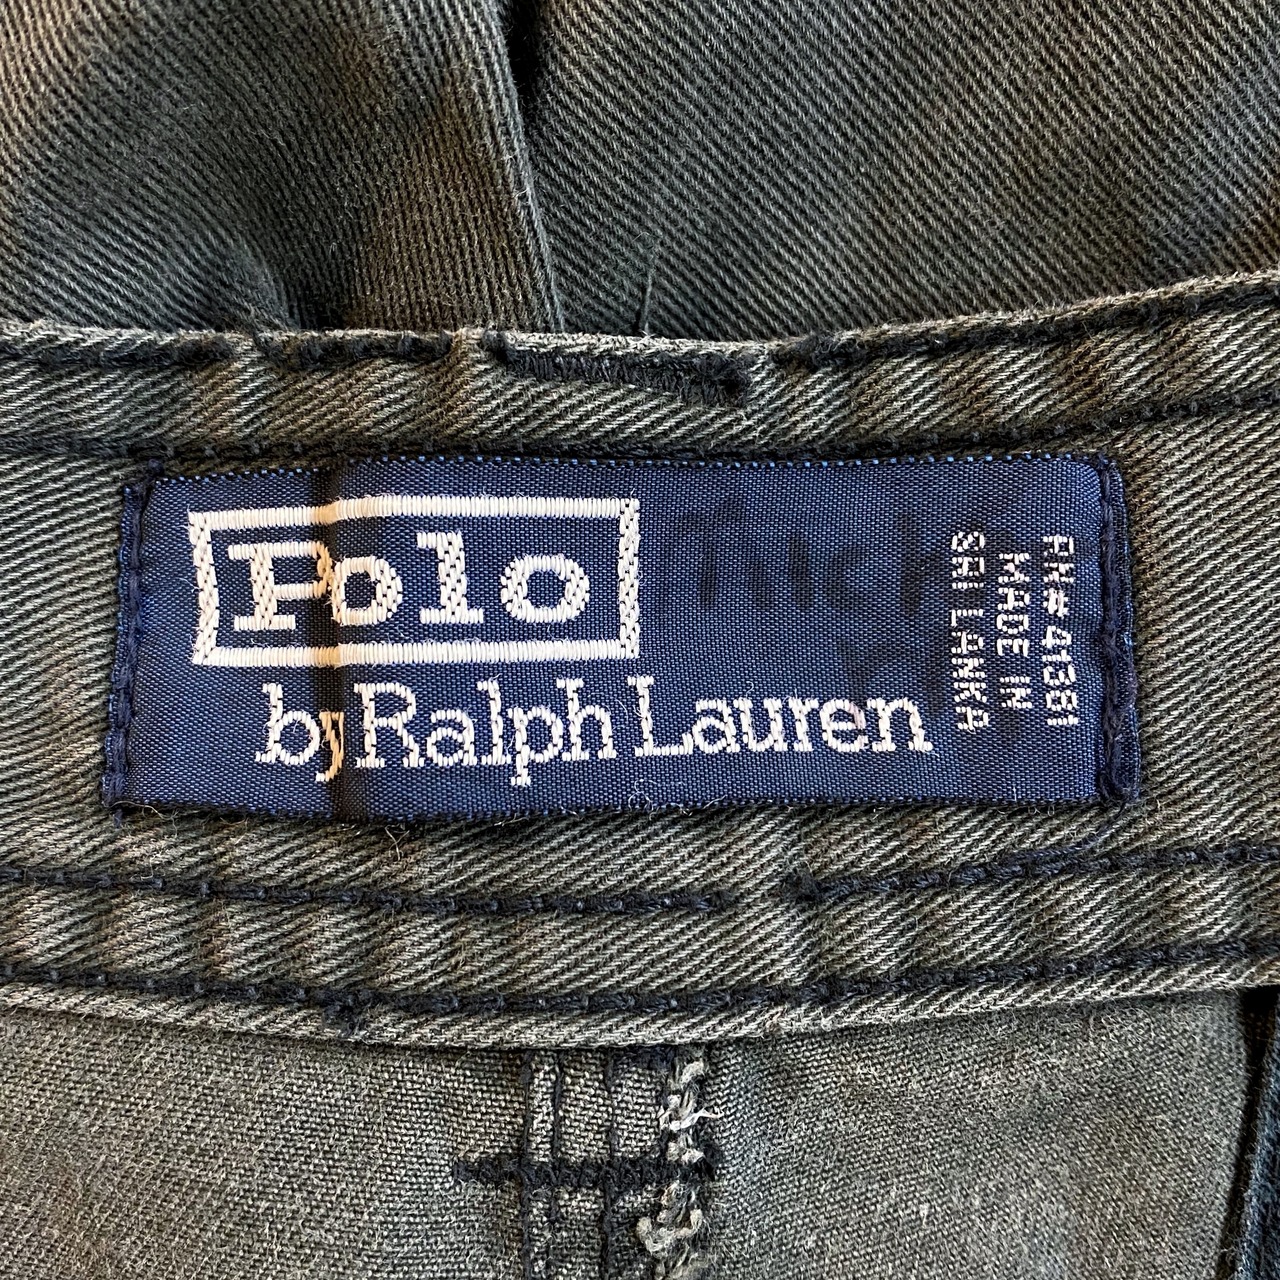 Polo
by Ralph Lauren
RN# 41381
MADE IN
SRI LANKA